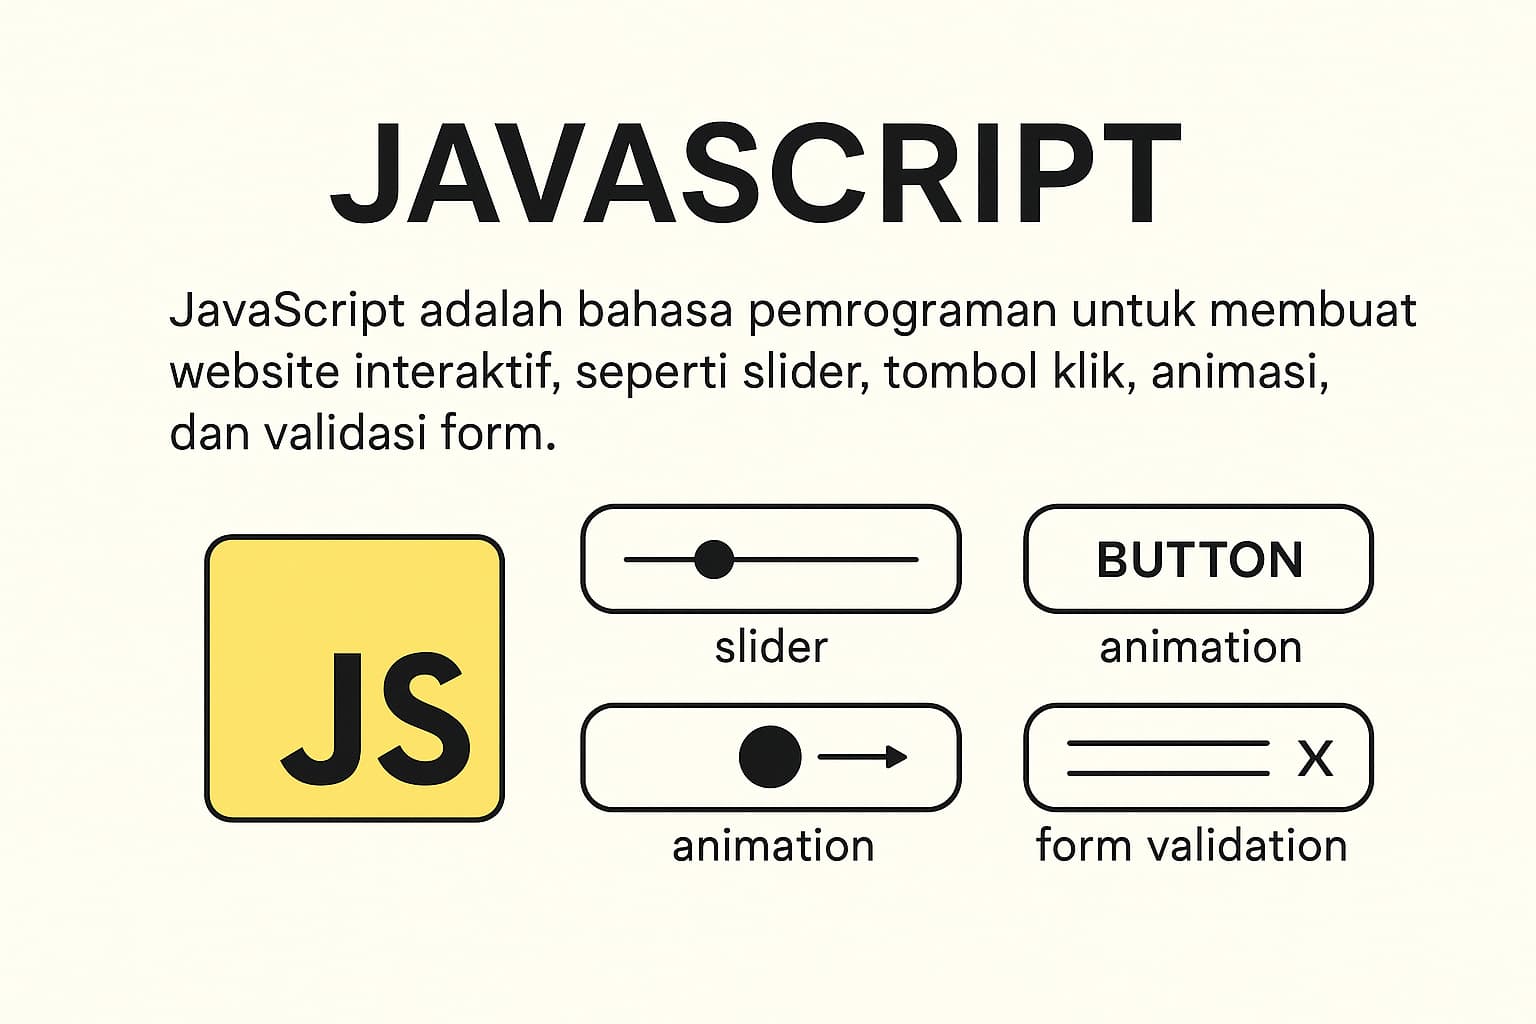 JAVASCRIPT
JavaScript adalah bahasa pemrograman untuk membuat
website interaktif, seperti slider, tombol klik, animasi,
dan validasi form.
JS
BUTTON
slider
animation
X
animation
form validation